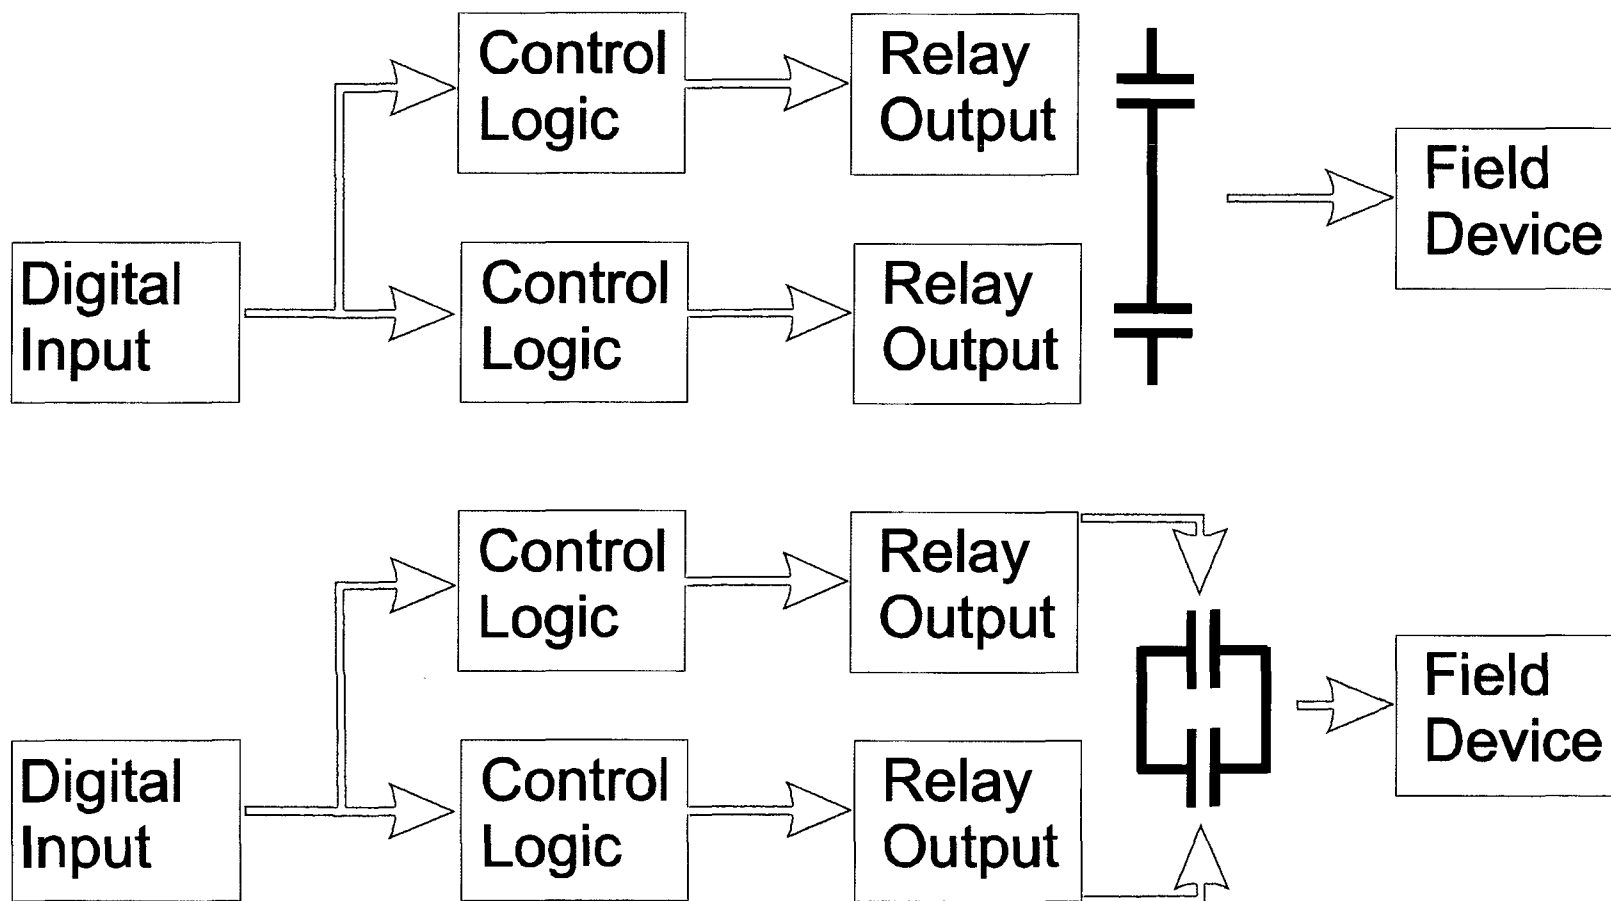 Control
Logic
Relay
Output
Field
Device
Digital
Input
Control
Logic
Relay
Output
Control
Logic
Relay
Output
Field
Device
Digital
Input
Control
Logic
Relay
Output